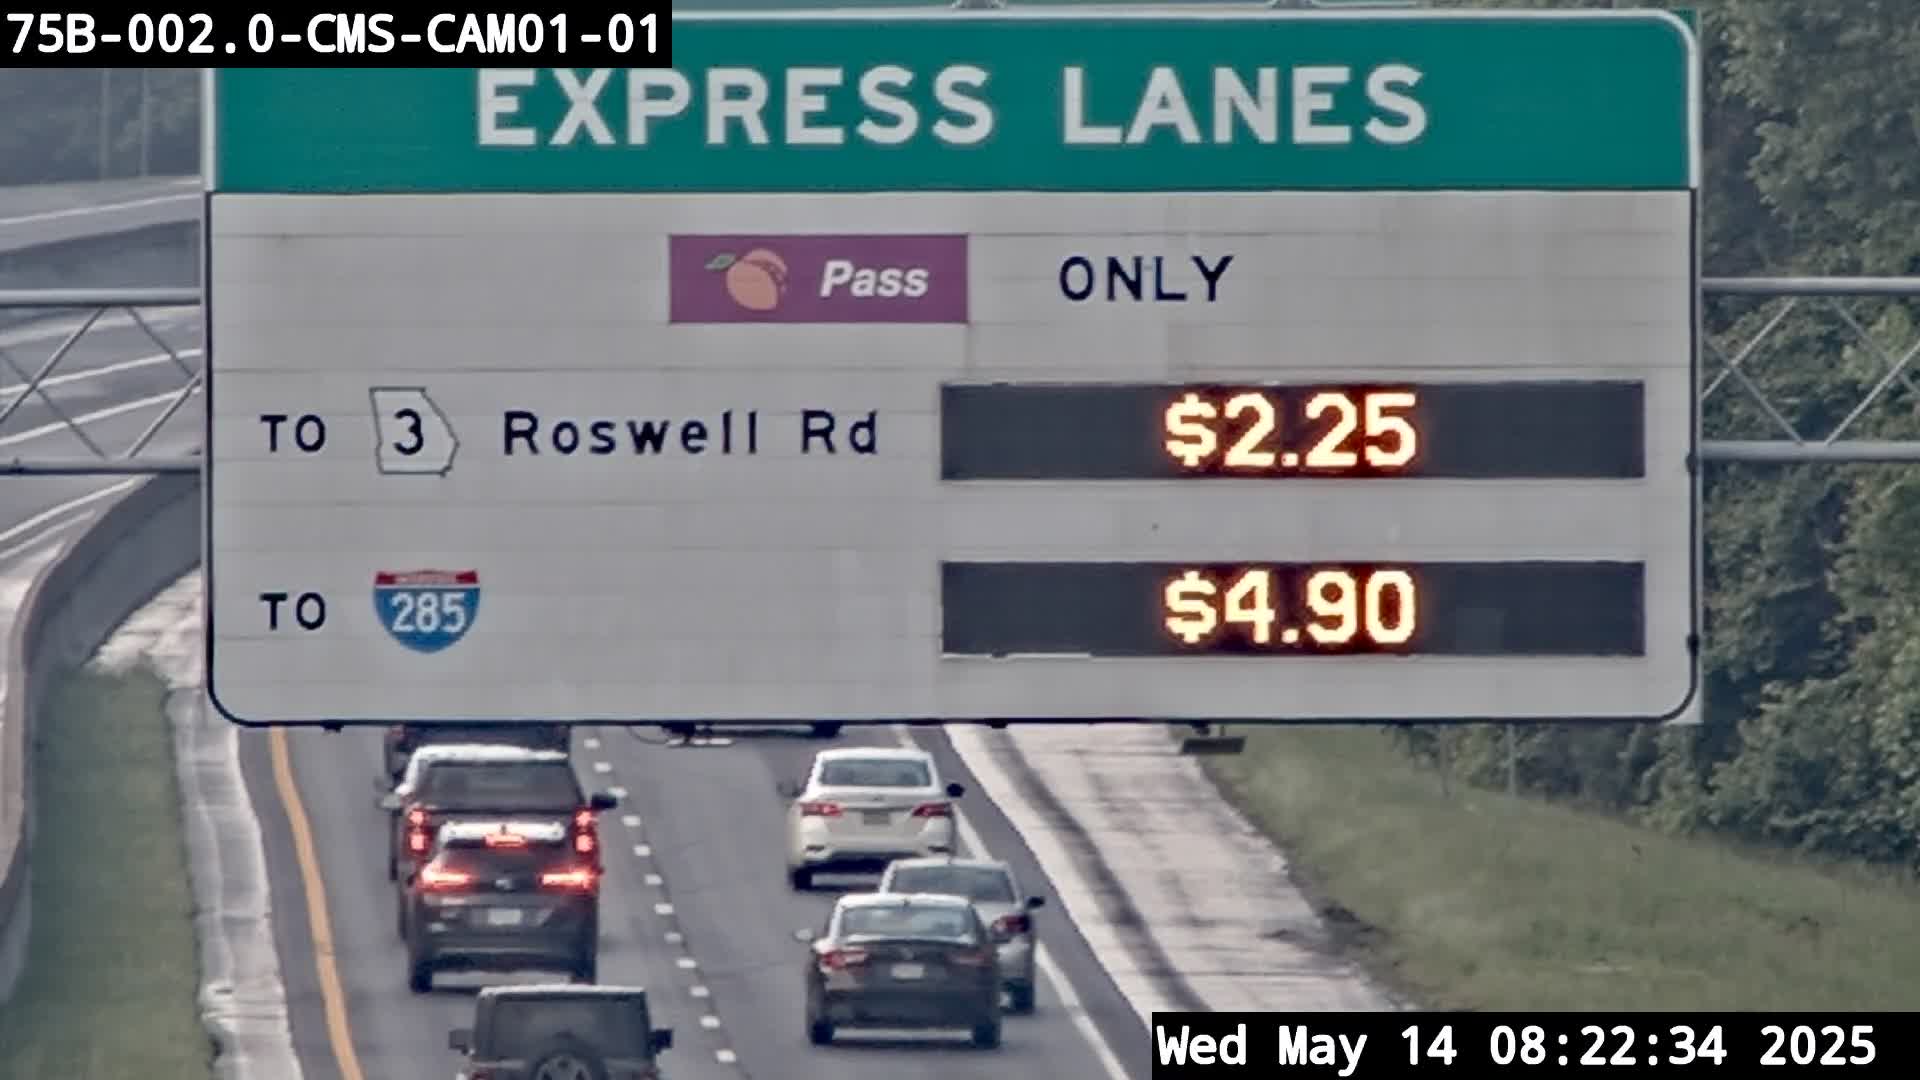 75B-002.0-CMS-CAM01-01
EXPRESS LANES
Pass ONLY
TO 3 Roswell Rd $2.25
TO 285 $4.90
Wed May 14 08:22:34 2025